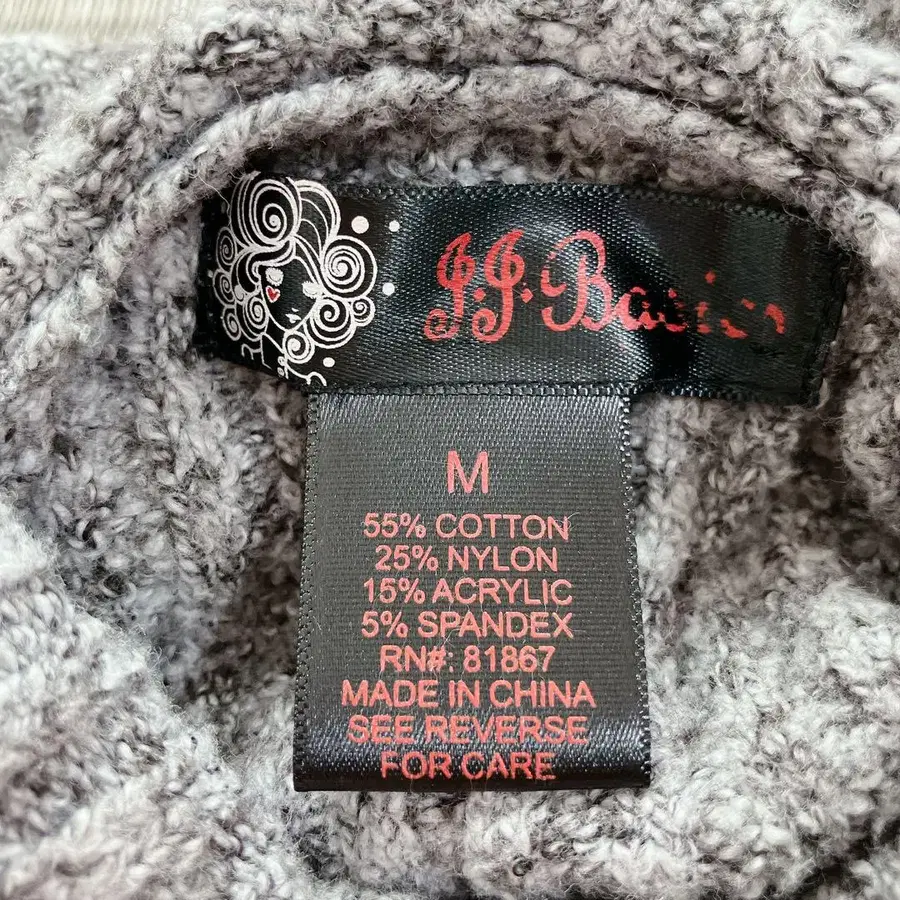 J.J. Basics
M
55% COTTON
25% NYLON
15% ACRYLIC
5% SPANDEX
RN#: 81867
MADE IN CHINA
SEE REVERSE
FOR CARE